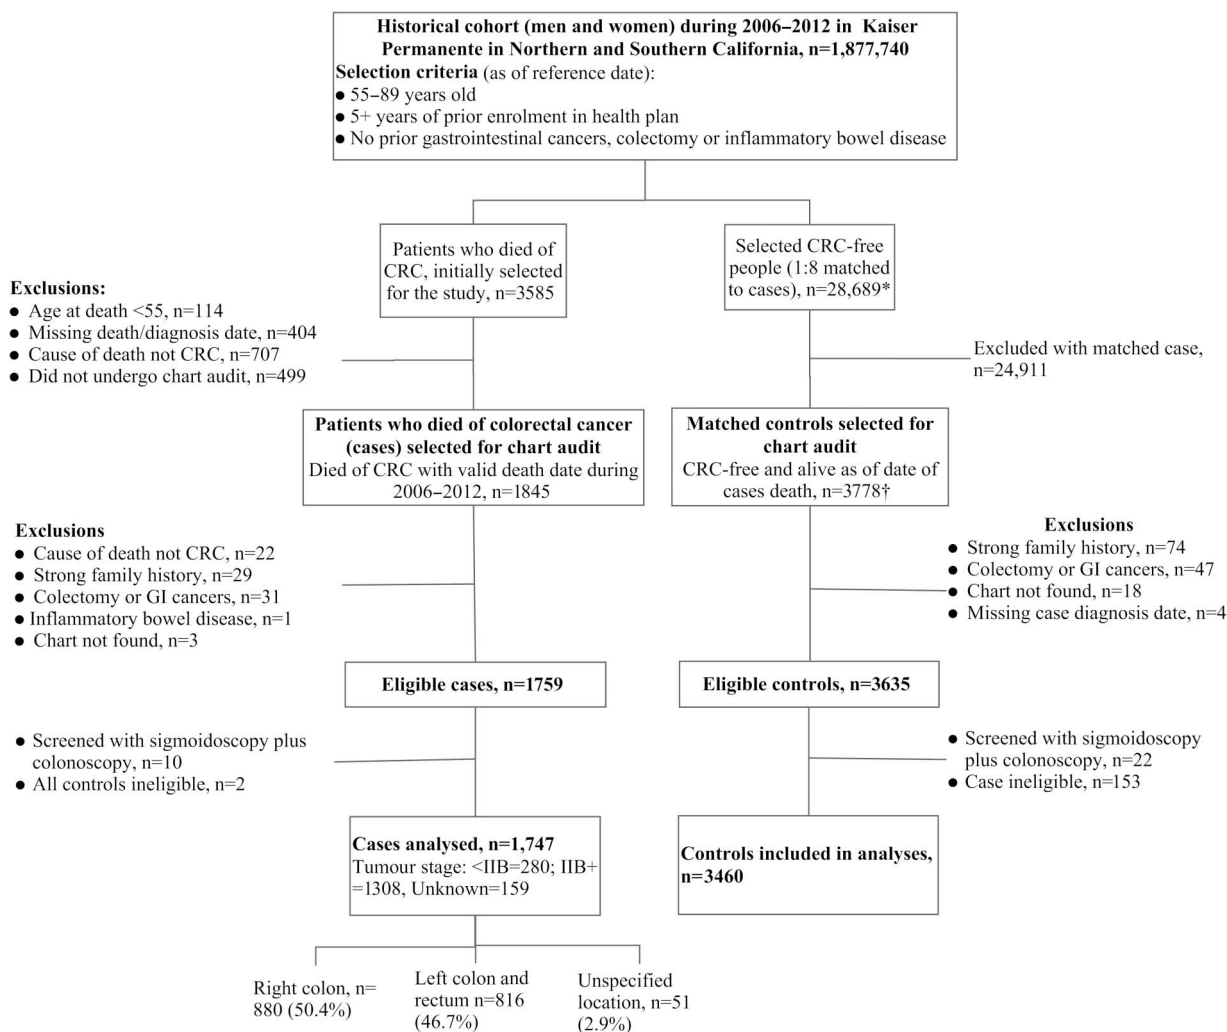 Historical cohort (men and women) during 2006–2012 in Kaiser
Permanente in Northern and Southern California, n=1,877,740
Selection criteria (as of reference date):
● 55–89 years old
● 5+ years of prior enrolment in health plan
● No prior gastrointestinal cancers, colectomy or inflammatory bowel disease
Patients who died of
CRC, initially selected
for the study, n=3585
Selected CRC-free
people (1:8 matched
to cases), n=28,689*
Exclusions:
● Age at death <55, n=114
● Missing death/diagnosis date, n=404
● Cause of death not CRC, n=707
● Did not undergo chart audit, n=499
Excluded with matched case,
n=24,911
Patients who died of colorectal cancer
(cases) selected for chart audit
Died of CRC with valid death date during
2006–2012, n=1845
Matched controls selected for
chart audit
CRC-free and alive as of date of
cases death, n=3778†
Exclusions
● Cause of death not CRC, n=22
● Strong family history, n=29
● Colectomy or GI cancers, n=31
● Inflammatory bowel disease, n=1
● Chart not found, n=3
Exclusions
● Strong family history, n=74
● Colectomy or GI cancers, n=47
● Chart not found, n=18
● Missing case diagnosis date, n=4
Eligible cases, n=1759
Eligible controls, n=3635
● Screened with sigmoidoscopy plus
colonoscopy, n=10
● All controls ineligible, n=2
● Screened with sigmoidoscopy
plus colonoscopy, n=22
● Case ineligible, n=153
Cases analysed, n=1,747
Tumour stage: <IIB=280; IIB+
=1308, Unknown=159
Controls included in analyses,
n=3460
Right colon, n=
880 (50.4%)
Left colon and
rectum n=816
(46.7%)
Unspecified
location, n=51
(2.9%)